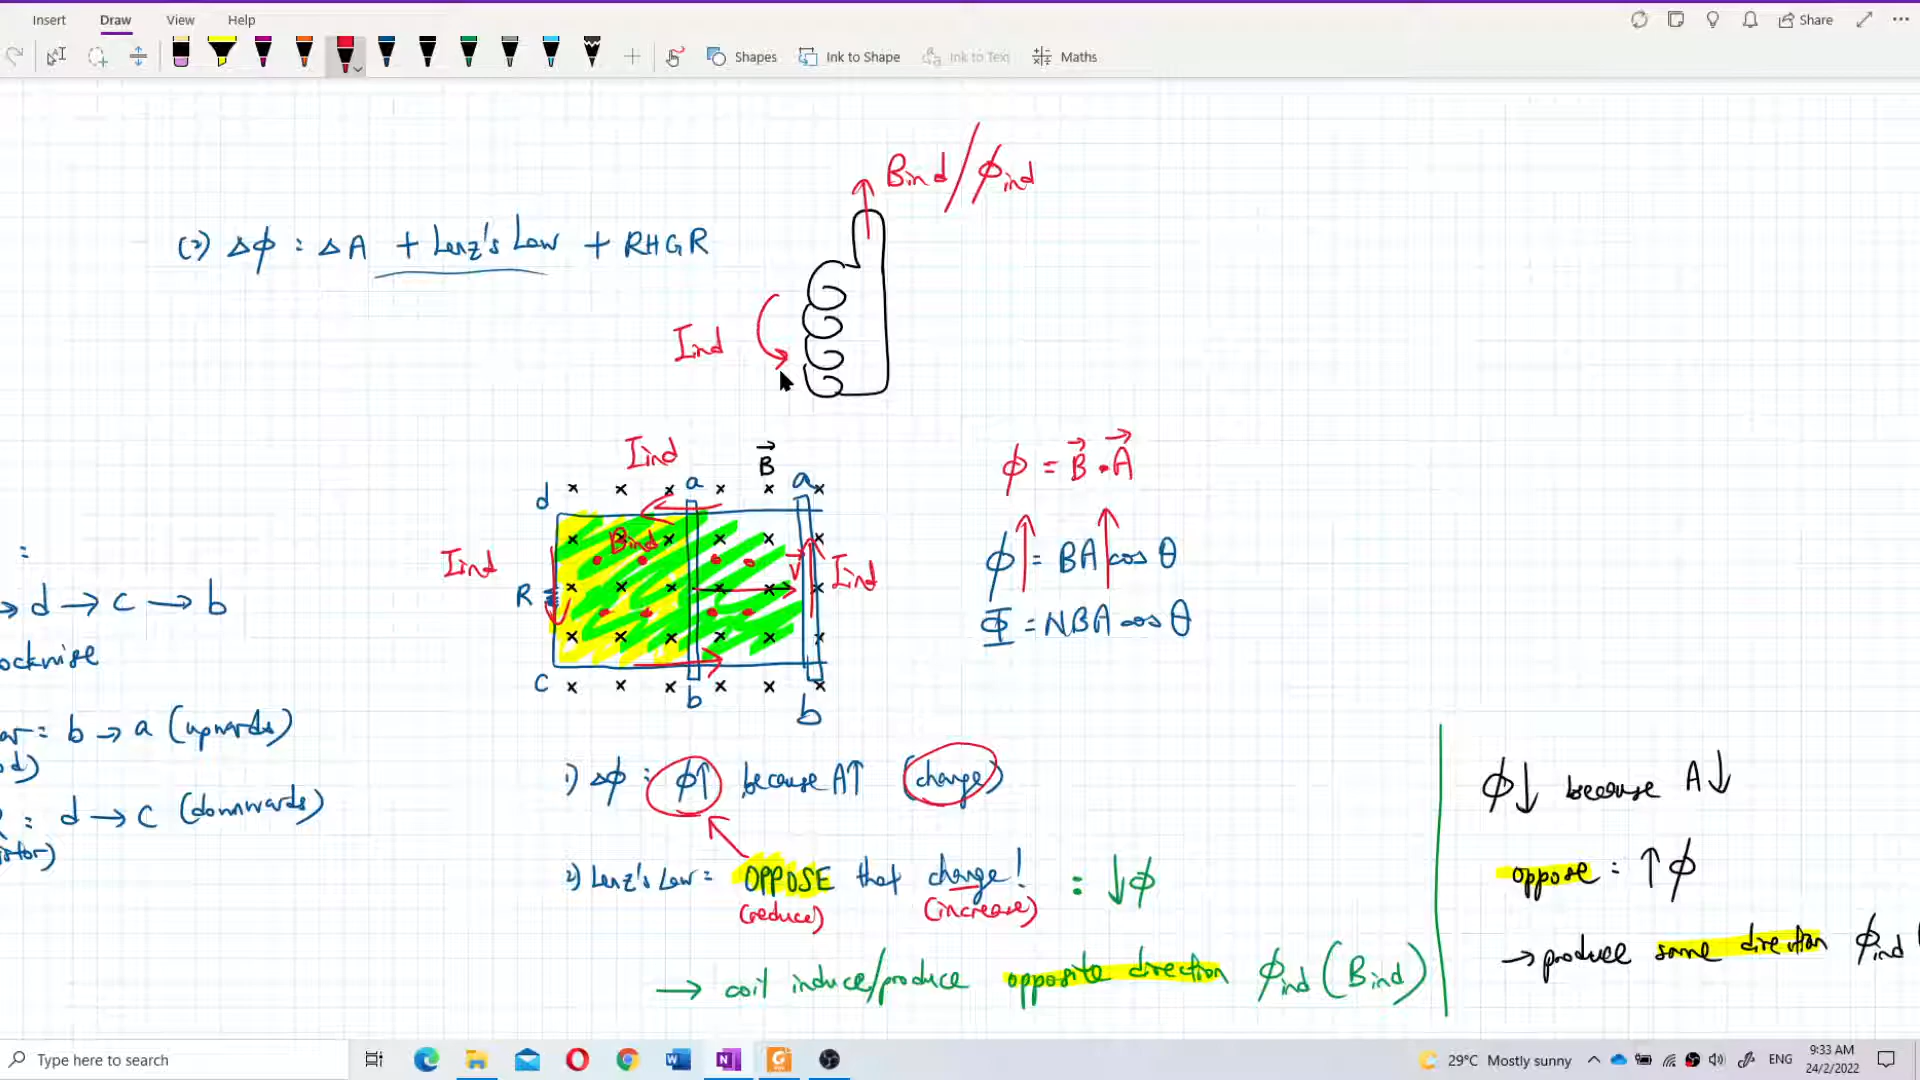 Insert Draw View Help Share
Shapes Ink to Shape Ink to Text Maths
Bind/ϕind
(2) Δϕ : ΔA + Lenz's Law + RHGR
Iind
Iind
B
a
a
d
Bind
Iind
Iind
V
R
c
b
b
ϕ = B • A
ϕ = BA cos θ
Φ = NBA cos θ
:
→ d → c → b
ockwise
ar = b → a (upwards)
od)
R : d → c (downwards)
istor)
1) Δϕ : ϕ↑ because A↑ (change)
2) Lenz's Law = OPPOSE that change! : ↓ϕ
(reduce) (increase)
→ coil induce/produce opposite direction ϕind (Bind)
ϕ↓ because A↓
oppose : ↑ϕ
→ produce same direction ϕind (
Type here to search
29°C Mostly sunny
ENG
9:33 AM
24/2/2022